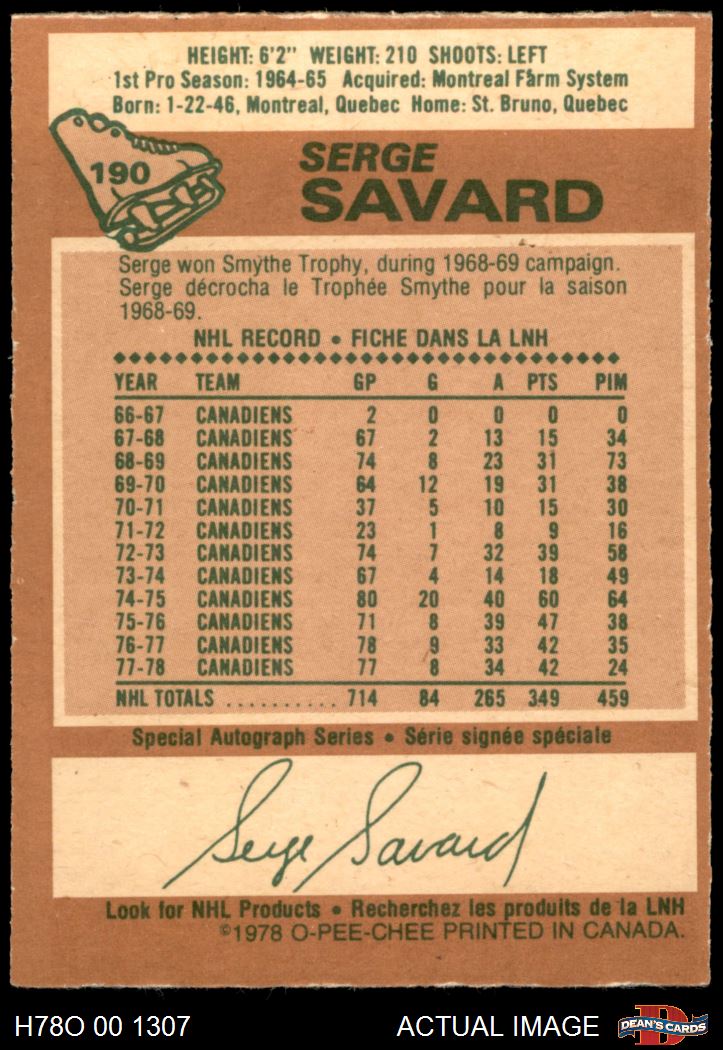 HEIGHT: 6'2" WEIGHT: 210 SHOOTS: LEFT
1st Pro Season: 1964-65 Acquired: Montreal Farm System
Born: 1-22-46, Montreal, Quebec Home: St. Bruno, Quebec
190
SERGE
SAVARD
Serge won Smythe Trophy, during 1968-69 campaign.
Serge décrocha le Trophée Smythe pour la saison
1968-69.
NHL RECORD • FICHE DANS LA LNH
YEAR TEAM GP G A PTS PIM
66-67 CANADIENS 2 0 0 0 0
67-68 CANADIENS 67 2 13 15 34
68-69 CANADIENS 74 8 23 31 73
69-70 CANADIENS 64 12 19 31 38
70-71 CANADIENS 37 5 10 15 30
71-72 CANADIENS 23 1 8 9 16
72-73 CANADIENS 74 7 32 39 58
73-74 CANADIENS 67 4 14 18 49
74-75 CANADIENS 80 20 40 60 64
75-76 CANADIENS 71 8 39 47 38
76-77 CANADIENS 78 9 33 42 35
77-78 CANADIENS 77 8 34 42 24
NHL TOTALS .......... 714 84 265 349 459
Special Autograph Series • Série signée spéciale
Serge Savard
Look for NHL Products • Recherchez les produits de la LNH
©1978 O-PEE-CHEE PRINTED IN CANADA.
H78O 00 1307 ACTUAL IMAGE
D
DEAN'S CARDS